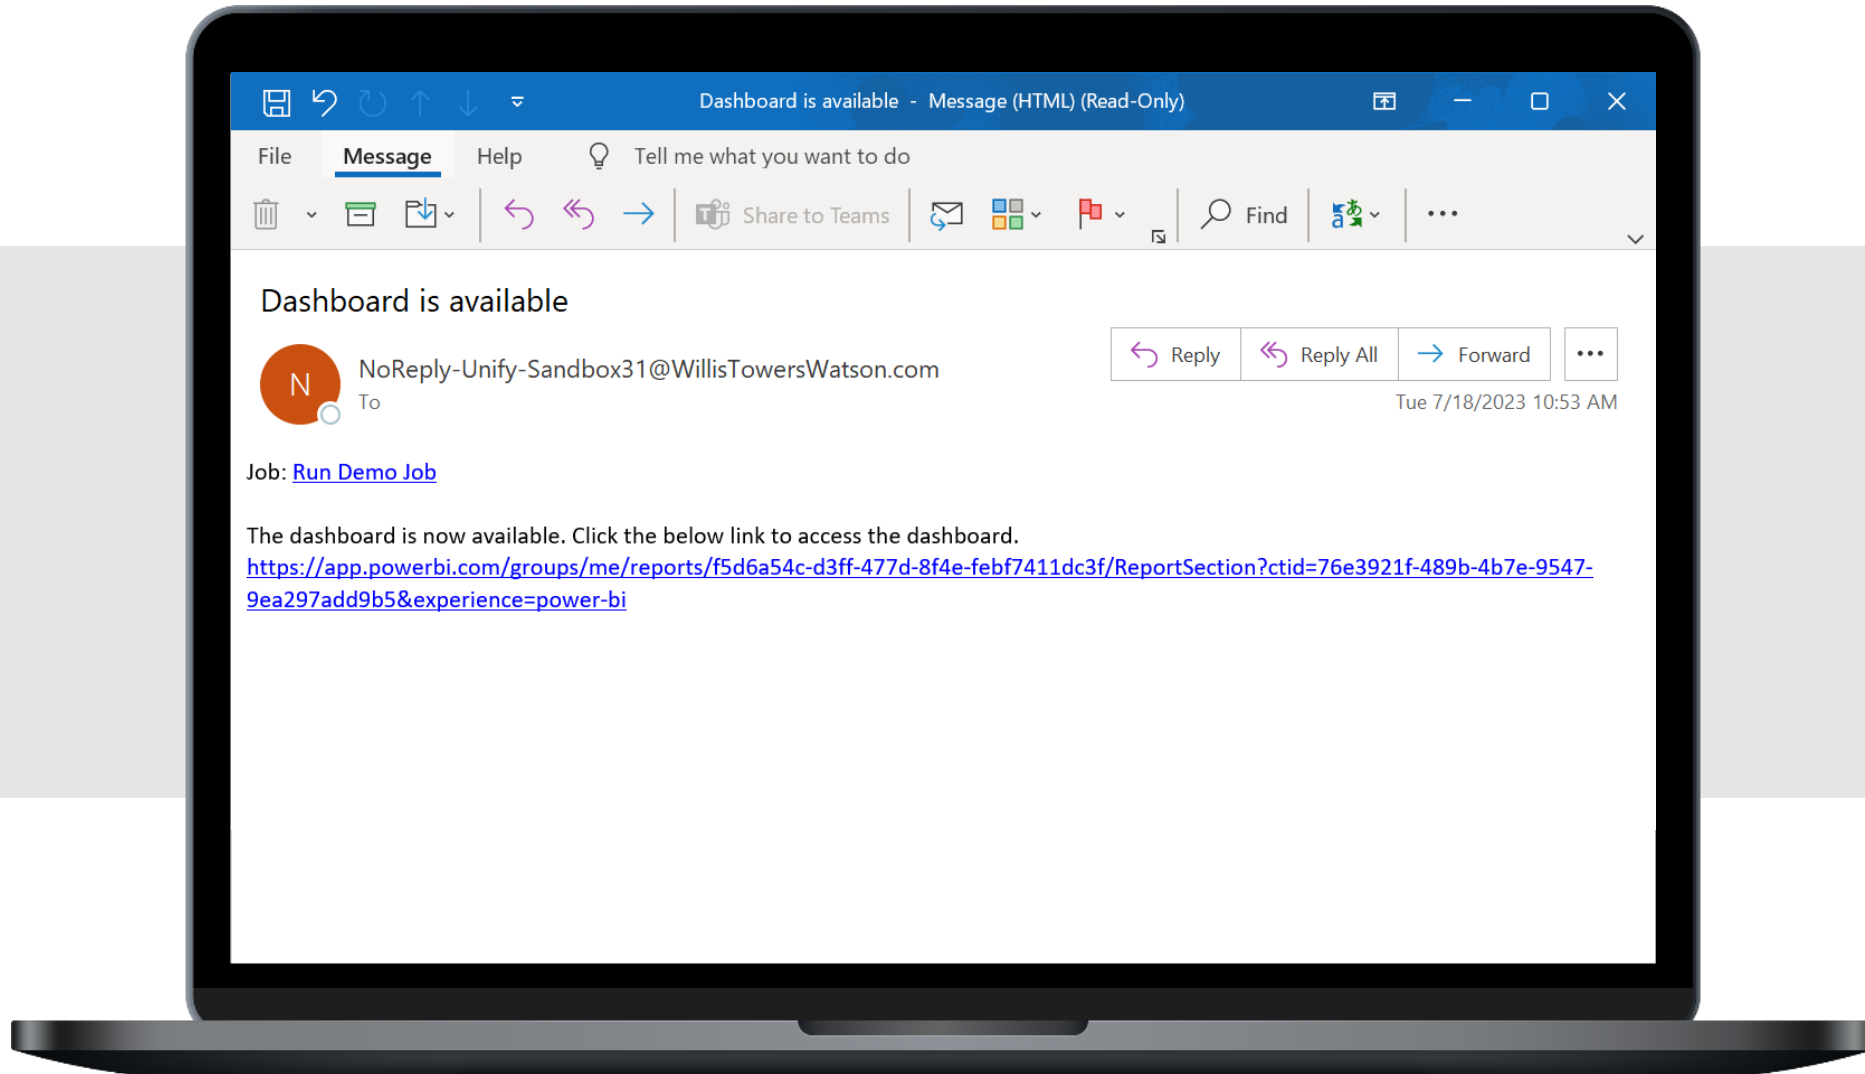 Dashboard is available - Message (HTML) (Read-Only)
File Message Help Tell me what you want to do
Share to Teams Find
Dashboard is available
N
NoReply-Unify-Sandbox31@WillisTowersWatson.com
To
Reply Reply All Forward
Tue 7/18/2023 10:53 AM
Job: Run Demo Job
The dashboard is now available. Click the below link to access the dashboard.
https://app.powerbi.com/groups/me/reports/f5d6a54c-d3ff-477d-8f4e-febf7411dc3f/ReportSection?ctid=76e3921f-489b-4b7e-9547-
9ea297add9b5&experience=power-bi